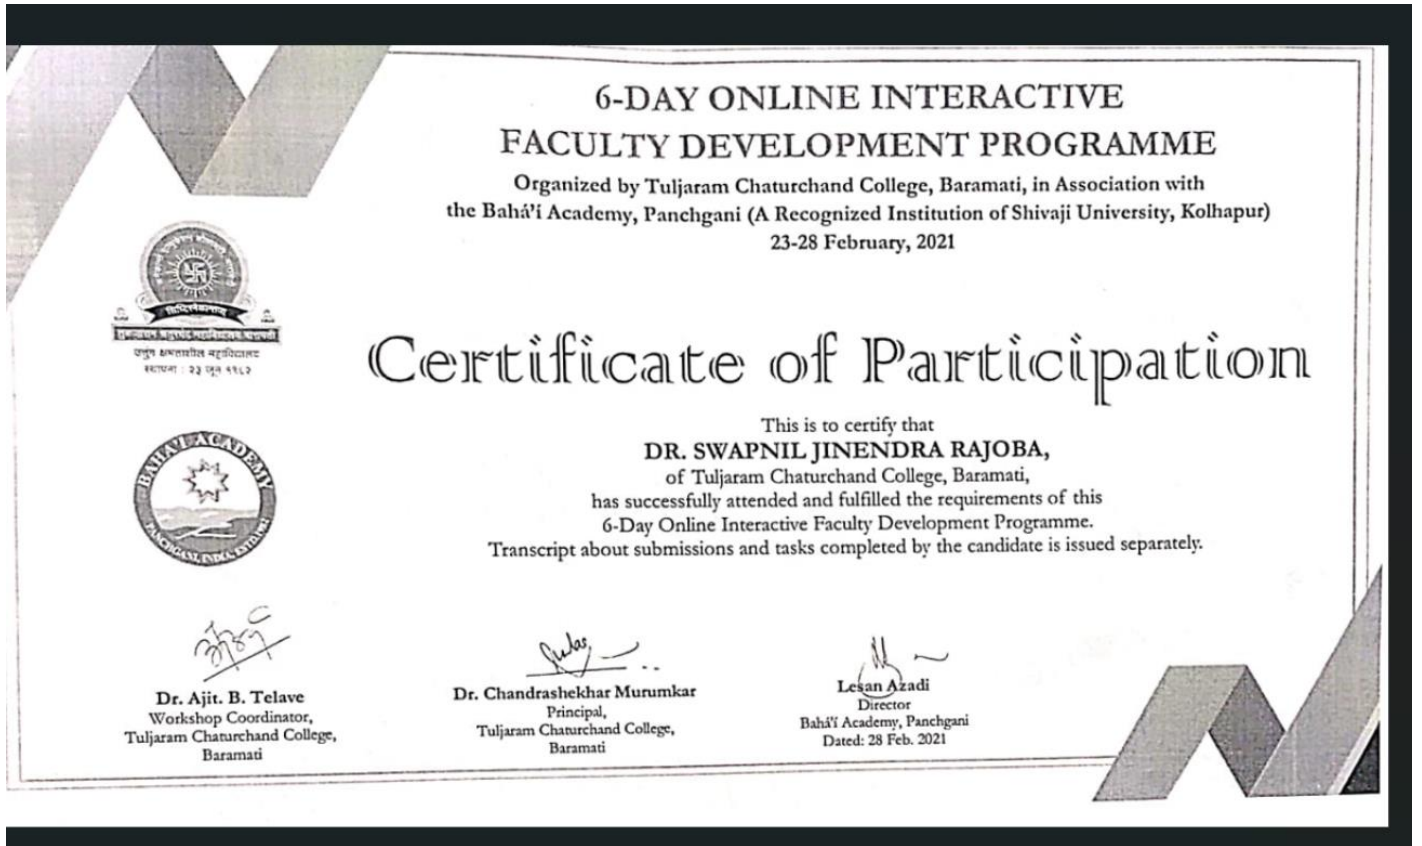 6-DAY ONLINE INTERACTIVE
FACULTY DEVELOPMENT PROGRAMME
Organized by Tuljaram Chaturchand College, Baramati, in Association with
the Bahá'í Academy, Panchgani (A Recognized Institution of Shivaji University, Kolhapur)
23-28 February, 2021
स्थापना : २३ जून १९६२
Certificate of Participation
This is to certify that
DR. SWAPNIL JINENDRA RAJOBA,
of Tuljaram Chaturchand College, Baramati,
has successfully attended and fulfilled the requirements of this
6-Day Online Interactive Faculty Development Programme.
Transcript about submissions and tasks completed by the candidate is issued separately.
BAHÁ'Í ACADEMY
Dr. Ajit. B. Telave
Workshop Coordinator,
Tuljaram Chaturchand College,
Baramati
Dr. Chandrashekhar Murumkar
Principal,
Tuljaram Chaturchand College,
Baramati
Lesan Azadi
Director
Bahá'í Academy, Panchgani
Dated: 28 Feb. 2021